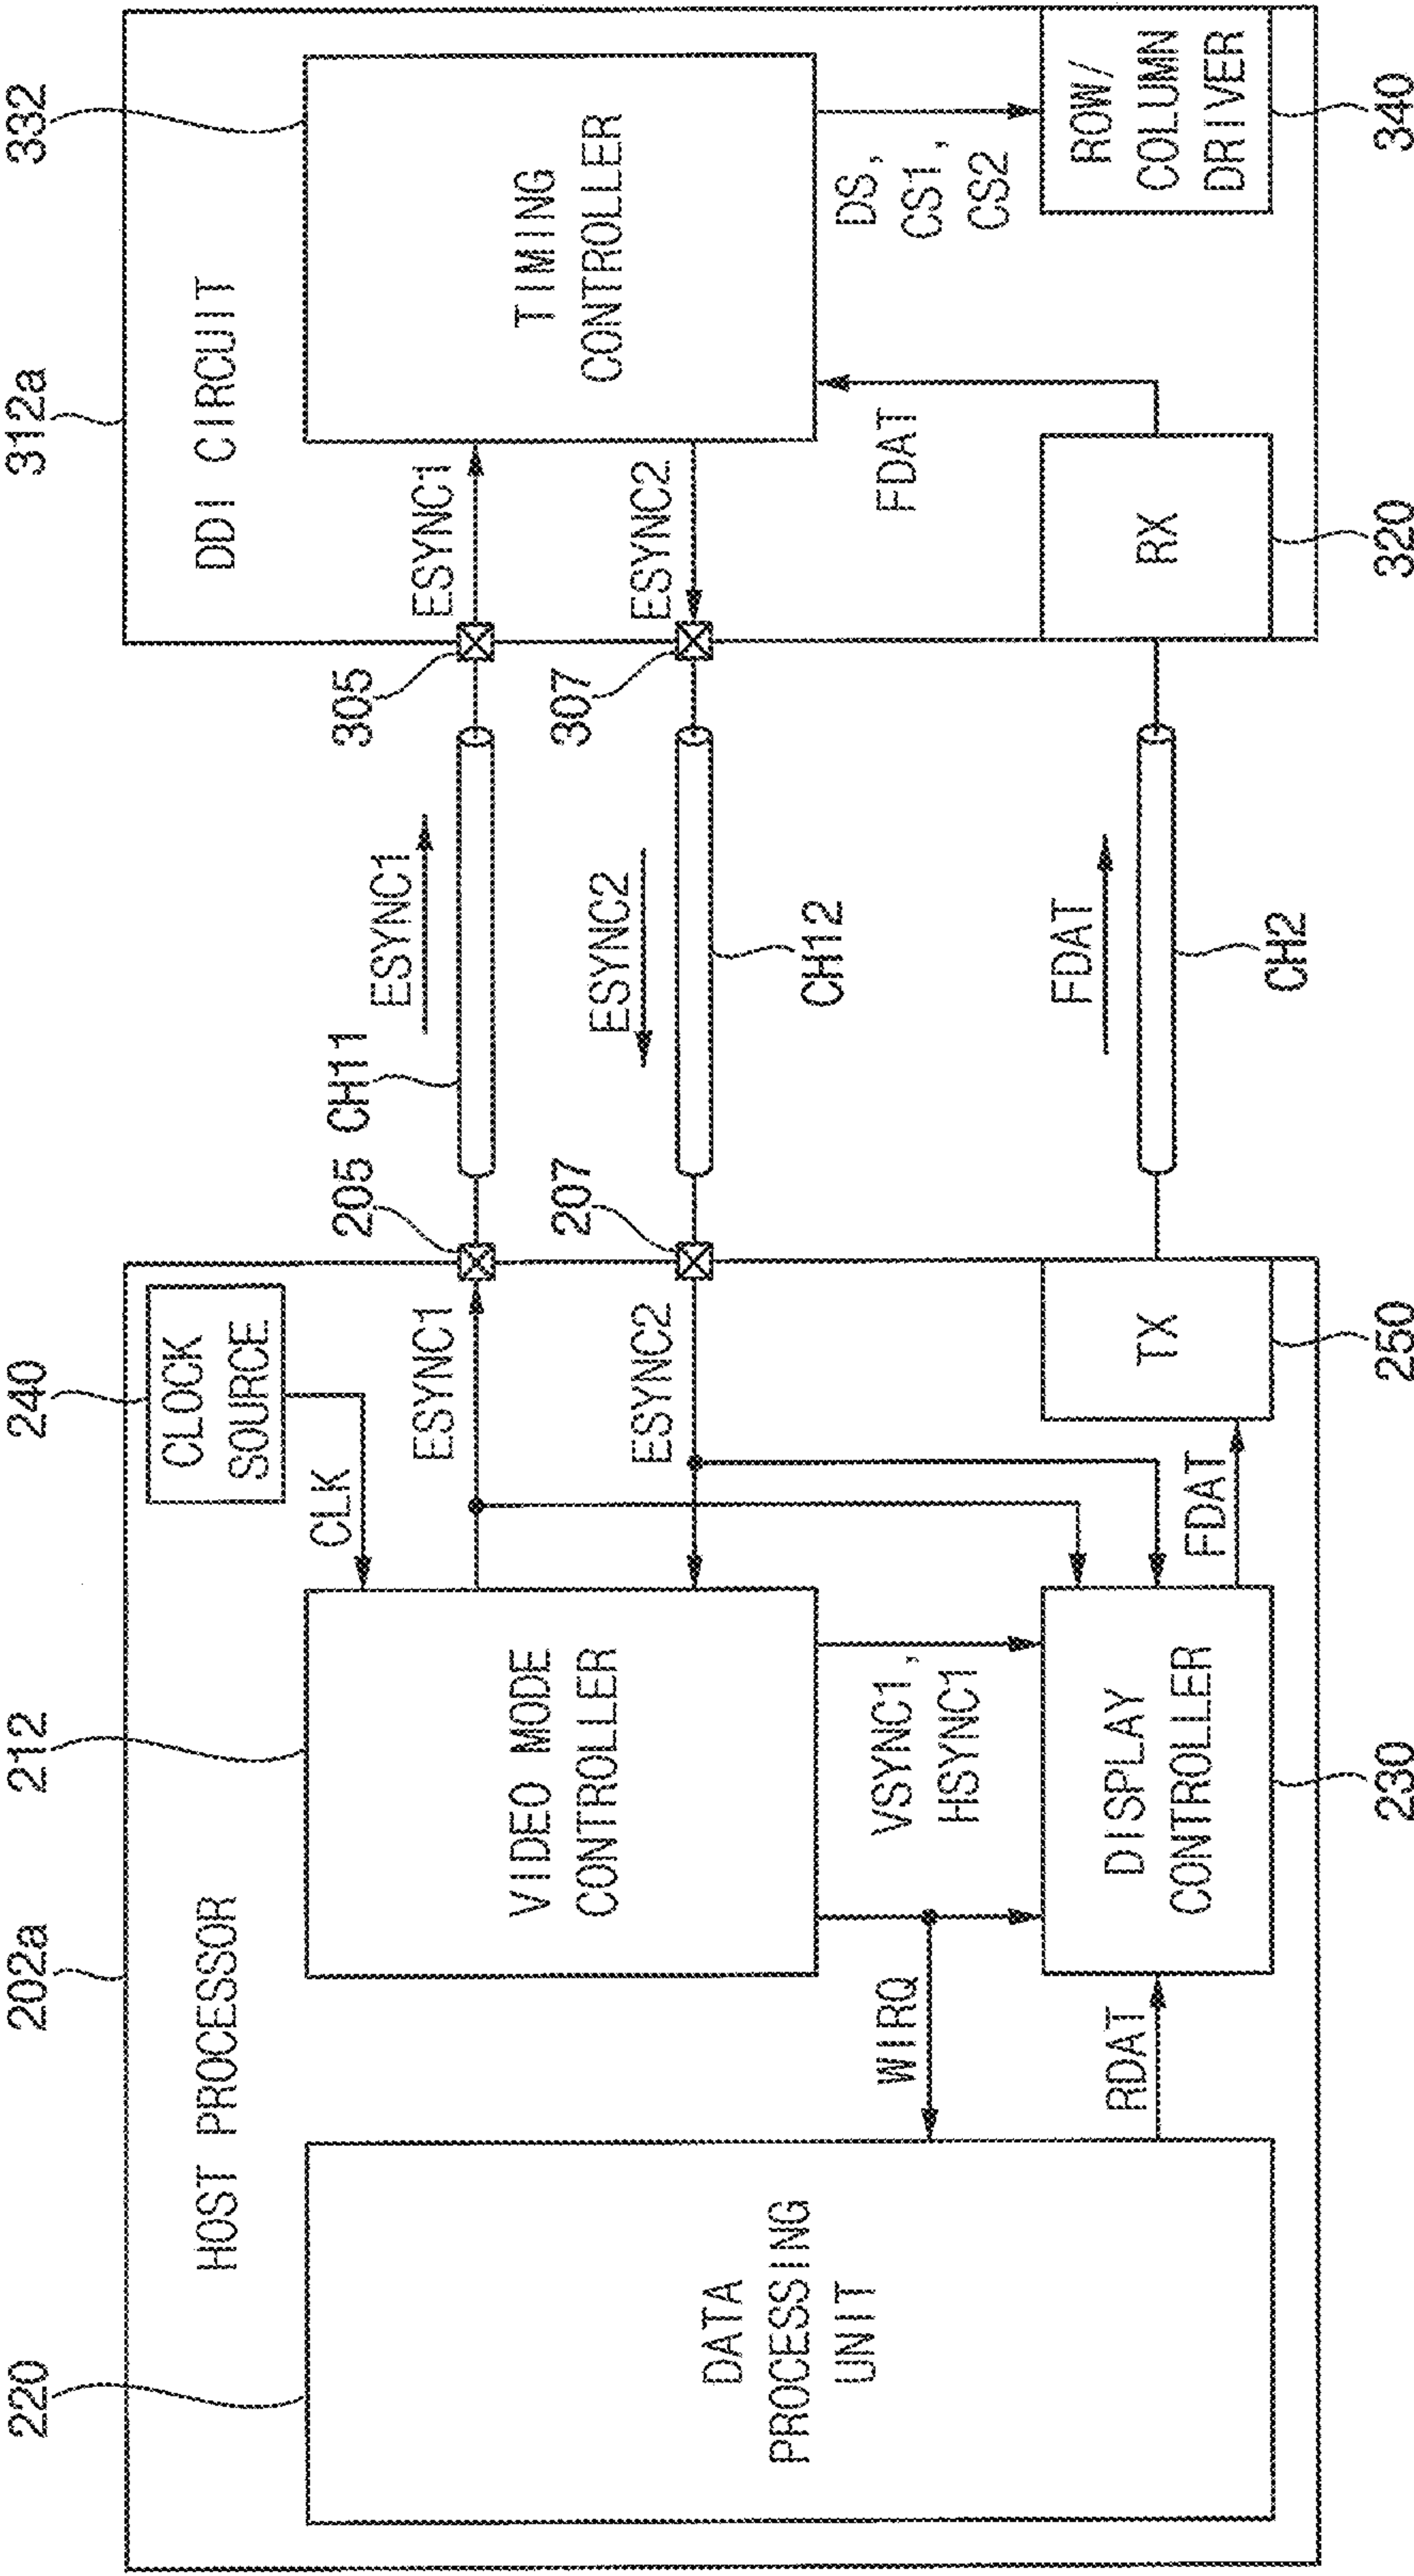 202a
HOST PROCESSOR
220
DATA
PROCESSING
UNIT
212
VIDEO MODE
CONTROLLER
240
CLOCK
SOURCE
CLK
ESYNC1
ESYNC2
WIRQ
VSYNC1,
HSYNC1
RDAT
DISPLAY
CONTROLLER
230
FDAT
TX
250
205
CH11
ESYNC1
305
207
ESYNC2
CH12
307
FDAT
CH2
312a
DDI CIRCUIT
332
TIMING
CONTROLLER
ESYNC1
ESYNC2
FDAT
RX
320
DS,
CS1,
CS2
ROW/
COLUMN
DRIVER
340